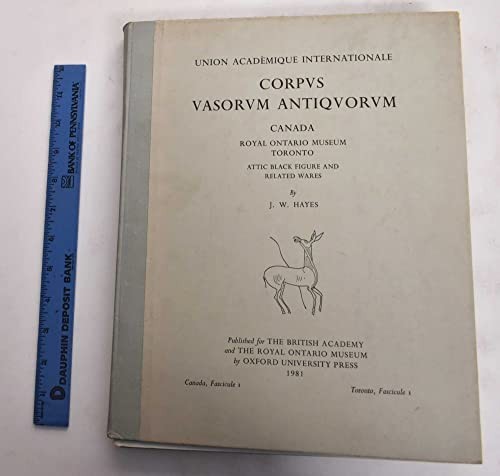 UNION ACADÈMIQUE INTERNATIONALE
CORPVS
VASORVM ANTIQVORVM
CANADA
ROYAL ONTARIO MUSEUM
TORONTO
ATTIC BLACK FIGURE AND
RELATED WARES
By
J. W. HAYES
Published for THE BRITISH ACADEMY
and THE ROYAL ONTARIO MUSEUM
by OXFORD UNIVERSITY PRESS
1981
Canada, Fascicule 1
Toronto, Fascicule 1
BANK OF PENNSYLVANIA
DAUPHIN DEPOSIT BANK